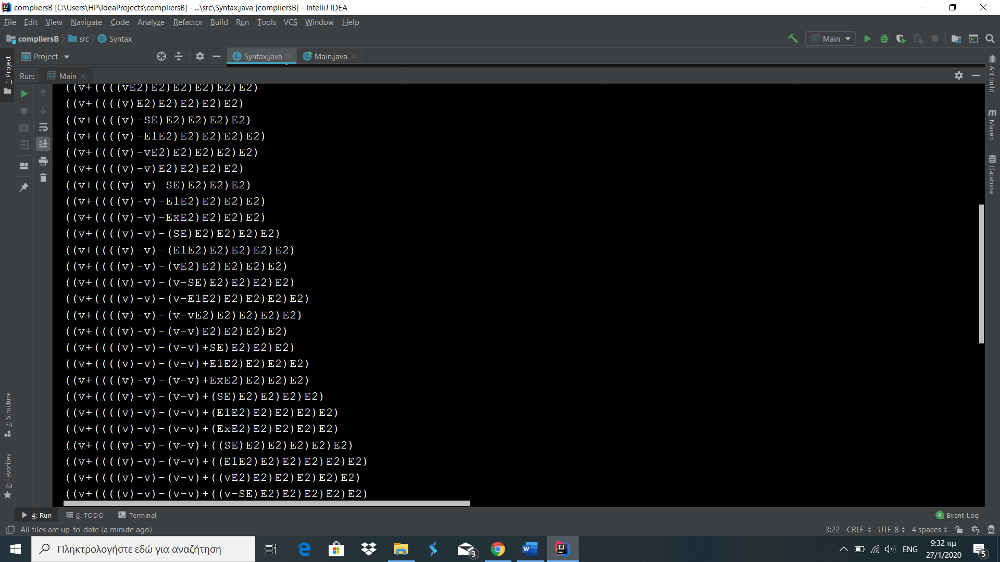 compliersB [C:\Users\HP\IdeaProjects\compliersB] - ...\src\Syntax.java [compliersB] - IntelliJ IDEA
File Edit View Navigate Code Analyze Refactor Build Run Tools VCS Window Help
compliersB src Syntax Main
Project Syntax.java Main.java
Run: Main
((v+((((vE2)E2)E2)E2)E2)E2)
((v+((((v)E2)E2)E2)E2)E2)
((v+((((v)-SE)E2)E2)E2)E2)
((v+((((v)-E1E2)E2)E2)E2)E2)
((v+((((v)-vE2)E2)E2)E2)E2)
((v+((((v)-v)E2)E2)E2)E2)
((v+((((v)-v)-SE)E2)E2)E2)
((v+((((v)-v)-E1E2)E2)E2)E2)
((v+((((v)-v)-ExE2)E2)E2)E2)
((v+((((v)-v)-(SE)E2)E2)E2)E2)
((v+((((v)-v)-(E1E2)E2)E2)E2)E2)
((v+((((v)-v)-(vE2)E2)E2)E2)E2)
((v+((((v)-v)-(v-SE)E2)E2)E2)E2)
((v+((((v)-v)-(v-E1E2)E2)E2)E2)E2)
((v+((((v)-v)-(v-vE2)E2)E2)E2)E2)
((v+((((v)-v)-(v-v)E2)E2)E2)E2)
((v+((((v)-v)-(v-v)+SE)E2)E2)E2)
((v+((((v)-v)-(v-v)+E1E2)E2)E2)E2)
((v+((((v)-v)-(v-v)+ExE2)E2)E2)E2)
((v+((((v)-v)-(v-v)+(SE)E2)E2)E2)E2)
((v+((((v)-v)-(v-v)+(E1E2)E2)E2)E2)E2)
((v+((((v)-v)-(v-v)+(ExE2)E2)E2)E2)E2)
((v+((((v)-v)-(v-v)+((SE)E2)E2)E2)E2)E2)
((v+((((v)-v)-(v-v)+((E1E2)E2)E2)E2)E2)E2)
((v+((((v)-v)-(v-v)+((vE2)E2)E2)E2)E2)E2)
((v+((((v)-v)-(v-v)+((v-SE)E2)E2)E2)E2)E2)
1: Project
7: Structure
2: Favorites
Ant Build
Maven
Database
4: Run 6: TODO Terminal 1 Event Log
All files are up-to-date (a minute ago) 3:22 CRLF UTF-8 4 spaces
Πληκτρολογήστε εδώ για αναζήτηση 3 ENG 9:32 πμ
27/1/2020 5